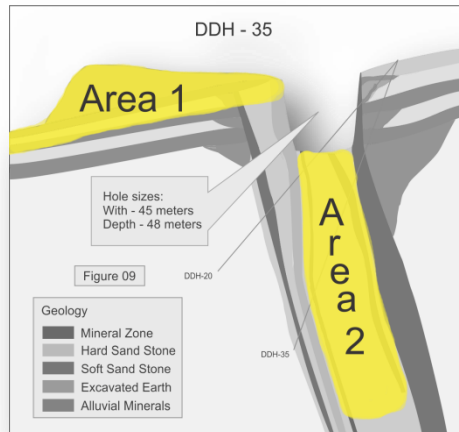 DDH - 35
Area 1
Hole sizes:
With - 45 meters
Depth - 48 meters
Area 2
DDH-20
Figure 09
DDH-35
Geology
Mineral Zone
Hard Sand Stone
Soft Sand Stone
Excavated Earth
Alluvial Minerals